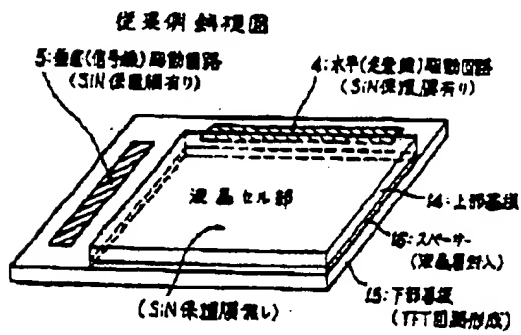 従来例斜視図
5:垂直(信号線)駆動回路
(SiN保護膜有り)
4:水平(走査線)駆動回路
(SiN保護膜有り)
液晶セル部
14:上部基板
16:スペーサー
(液晶層封入)
(SiN保護膜無し)
15:下部基板
(TFT回路形成)